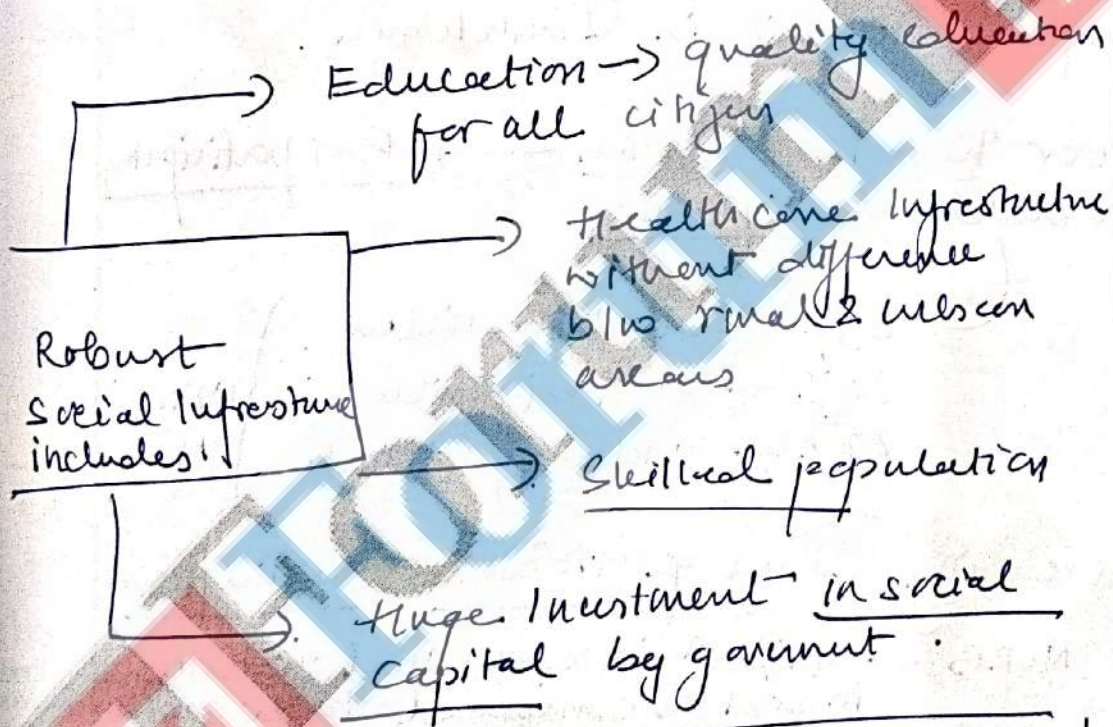 Education → quality education
for all citizen
Healthcare Infrastructure
without difference
b/w rural & urban
areas
Robust
Social Infrastructure
includes
Skilled population
Huge Investment in social
capital by government.